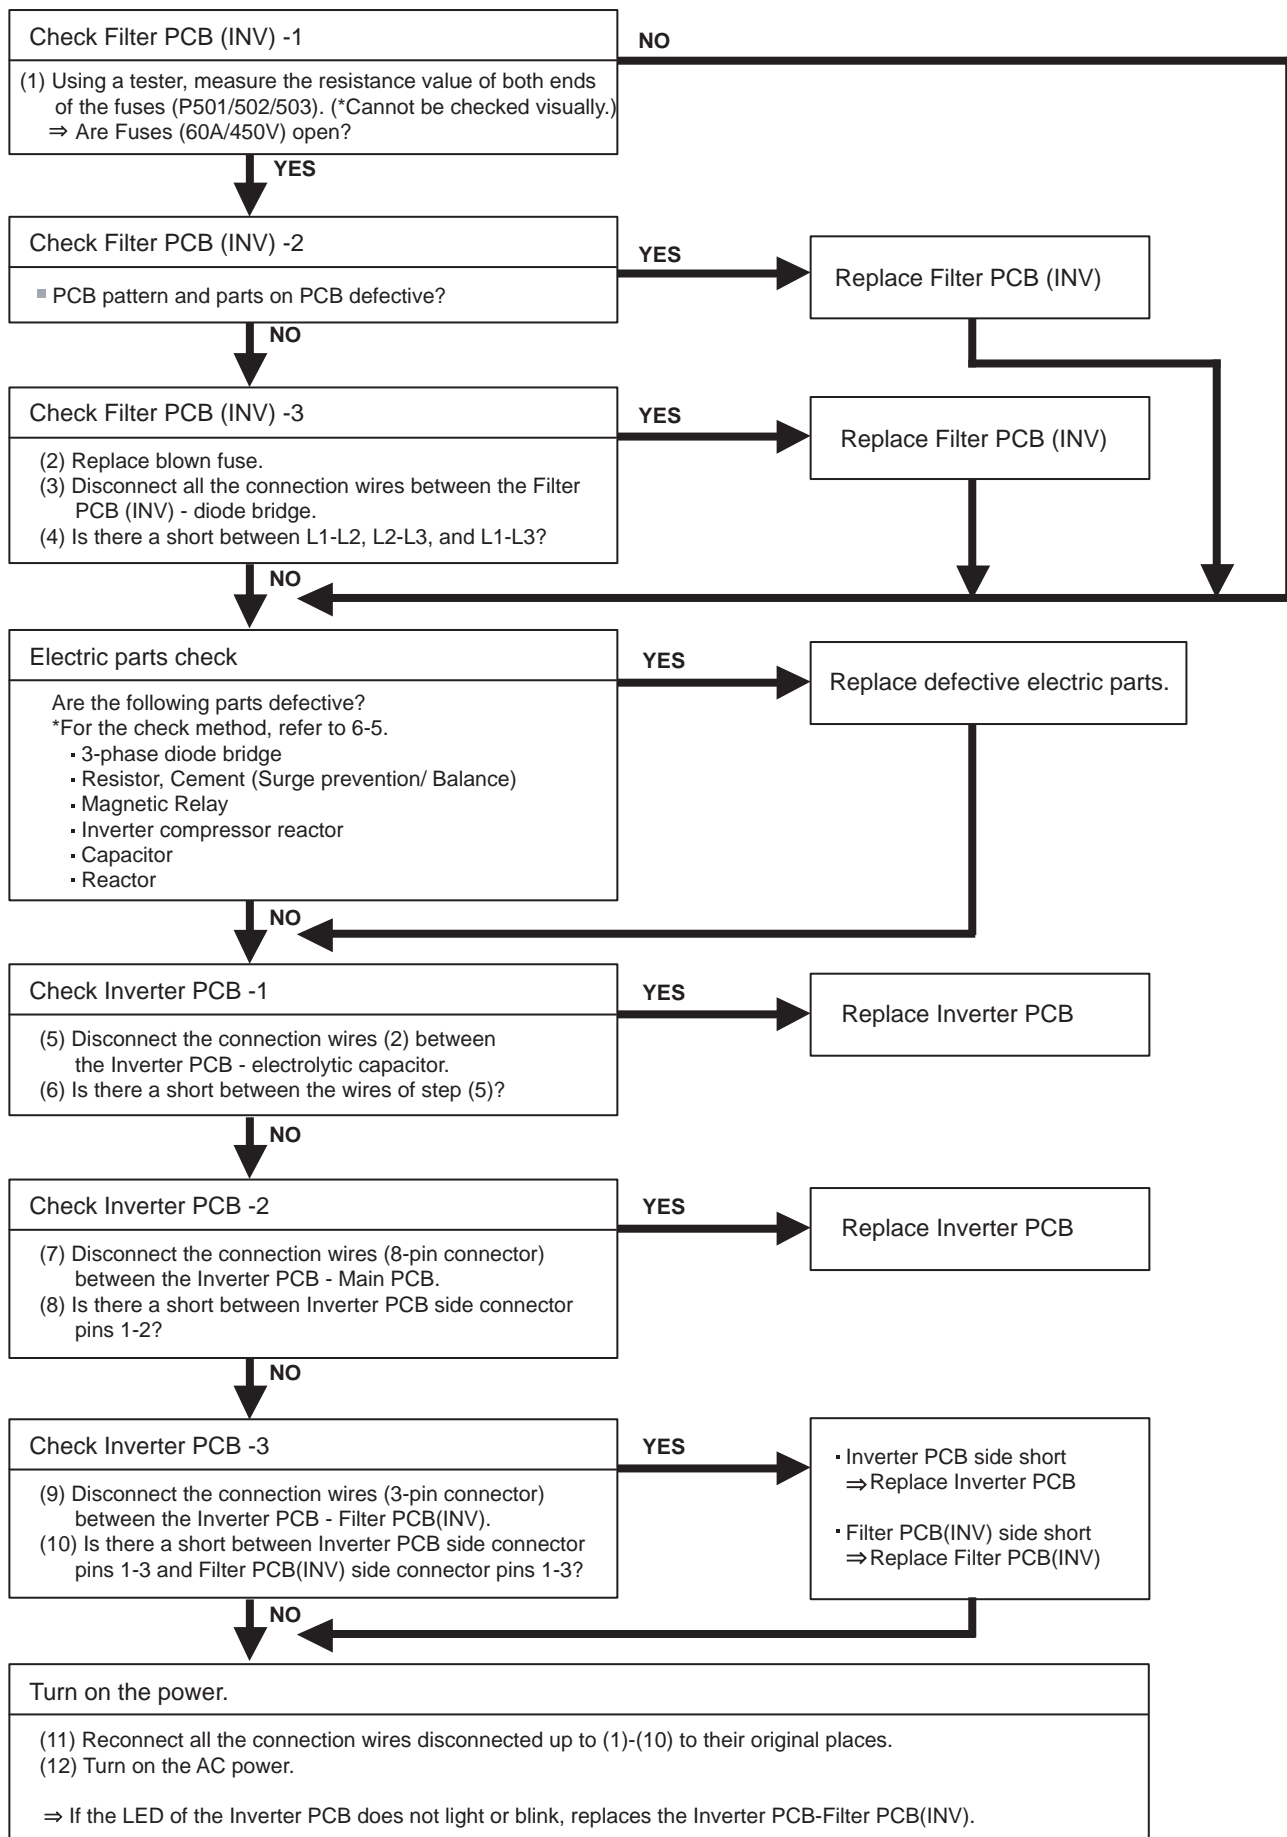 Check Filter PCB (INV) -1
NO
(1) Using a tester, measure the resistance value of both ends
of the fuses (P501/502/503). (*Cannot be checked visually.)
⇒ Are Fuses (60A/450V) open?
YES
Check Filter PCB (INV) -2
YES
Replace Filter PCB (INV)
■ PCB pattern and parts on PCB defective?
NO
Check Filter PCB (INV) -3
YES
Replace Filter PCB (INV)
(2) Replace blown fuse.
(3) Disconnect all the connection wires between the Filter
PCB (INV) - diode bridge.
(4) Is there a short between L1-L2, L2-L3, and L1-L3?
NO
Electric parts check
YES
Replace defective electric parts.
Are the following parts defective?
*For the check method, refer to 6-5.
· 3-phase diode bridge
· Resistor, Cement (Surge prevention/ Balance)
· Magnetic Relay
· Inverter compressor reactor
· Capacitor
· Reactor
NO
Check Inverter PCB -1
YES
Replace Inverter PCB
(5) Disconnect the connection wires (2) between
the Inverter PCB - electrolytic capacitor.
(6) Is there a short between the wires of step (5)?
NO
Check Inverter PCB -2
YES
Replace Inverter PCB
(7) Disconnect the connection wires (8-pin connector)
between the Inverter PCB - Main PCB.
(8) Is there a short between Inverter PCB side connector
pins 1-2?
NO
Check Inverter PCB -3
YES
· Inverter PCB side short
⇒ Replace Inverter PCB
· Filter PCB(INV) side short
⇒ Replace Filter PCB(INV)
(9) Disconnect the connection wires (3-pin connector)
between the Inverter PCB - Filter PCB(INV).
(10) Is there a short between Inverter PCB side connector
pins 1-3 and Filter PCB(INV) side connector pins 1-3?
NO
Turn on the power.
(11) Reconnect all the connection wires disconnected up to (1)-(10) to their original places.
(12) Turn on the AC power.
⇒ If the LED of the Inverter PCB does not light or blink, replaces the Inverter PCB-Filter PCB(INV).